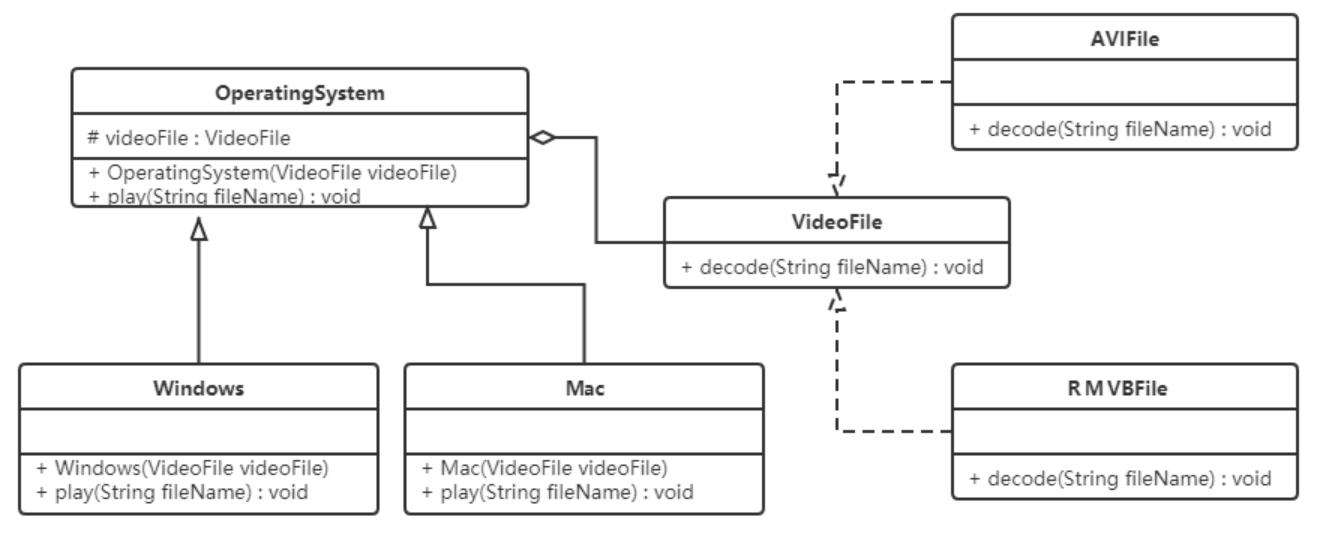 OperatingSystem
# videoFile : VideoFile
+ OperatingSystem(VideoFile videoFile)
+ play(String fileName) : void
AVIFile
+ decode(String fileName) : void
VideoFile
+ decode(String fileName) : void
Windows
+ Windows(VideoFile videoFile)
+ play(String fileName) : void
Mac
+ Mac(VideoFile videoFile)
+ play(String fileName) : void
RMVBFile
+ decode(String fileName) : void